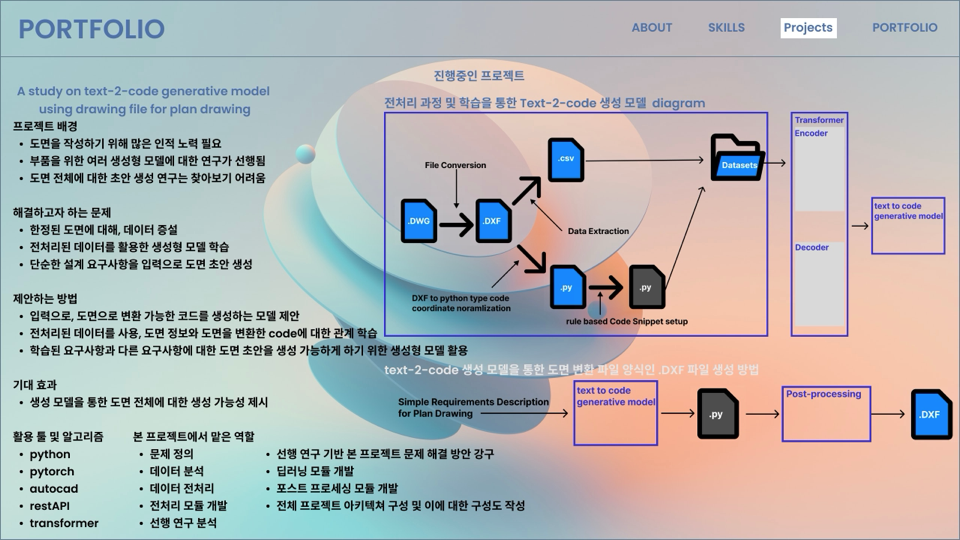 PORTFOLIO
ABOUT
SKILLS
Projects
PORTFOLIO
진행중인 프로젝트
A study on text-2-code generative model
using drawing file for plan drawing
프로젝트 배경
• 도면을 작성하기 위해 많은 인적 노력 필요
• 부품을 위한 여러 생성형 모델에 대한 연구가 선행됨
• 도면 전체에 대한 초안 생성 연구는 찾아보기 어려움
해결하고자 하는 문제
• 한정된 도면에 대해, 데이터 증설
• 전처리된 데이터를 활용한 생성형 모델 학습
• 단순한 설계 요구사항을 입력으로 도면 초안 생성
제안하는 방법
• 입력으로, 도면으로 변환 가능한 코드를 생성하는 모델 제안
• 전처리된 데이터를 사용, 도면 정보와 도면을 변환한 code에 대한 관계 학습
• 학습된 요구사항과 다른 요구사항에 대한 도면 초안을 생성 가능하게 하기 위한 생성형 모델 활용
기대 효과
• 생성 모델을 통한 도면 전체에 대한 생성 가능성 제시
활용 툴 및 알고리즘
• python
• pytorch
• autocad
• restAPI
• transformer
본 프로젝트에서 맡은 역할
• 문제 정의
• 데이터 분석
• 데이터 전처리
• 전처리 모듈 개발
• 선행 연구 분석
• 선행 연구 기반 본 프로젝트 문제 해결 방안 강구
• 딥러닝 모듈 개발
• 포스트 프로세싱 모듈 개발
• 전체 프로젝트 아키텍쳐 구성 및 이에 대한 구성도 작성
전처리 과정 및 학습을 통한 Text-2-code 생성 모델 diagram
File Conversion
.DWG
.DXF
.csv
Data Extraction
DXF to python type code
coordinate noramlization
.py
.py
rule based Code Snippet setup
Datasets
Transformer
Encoder
Decoder
text to code
generative model
text-2-code 생성 모델을 통한 도면 변환 파일 양식인 .DXF 파일 생성 방법
Simple Requirements Description
for Plan Drawing
text to code
generative model
.py
Post-processing
.DXF